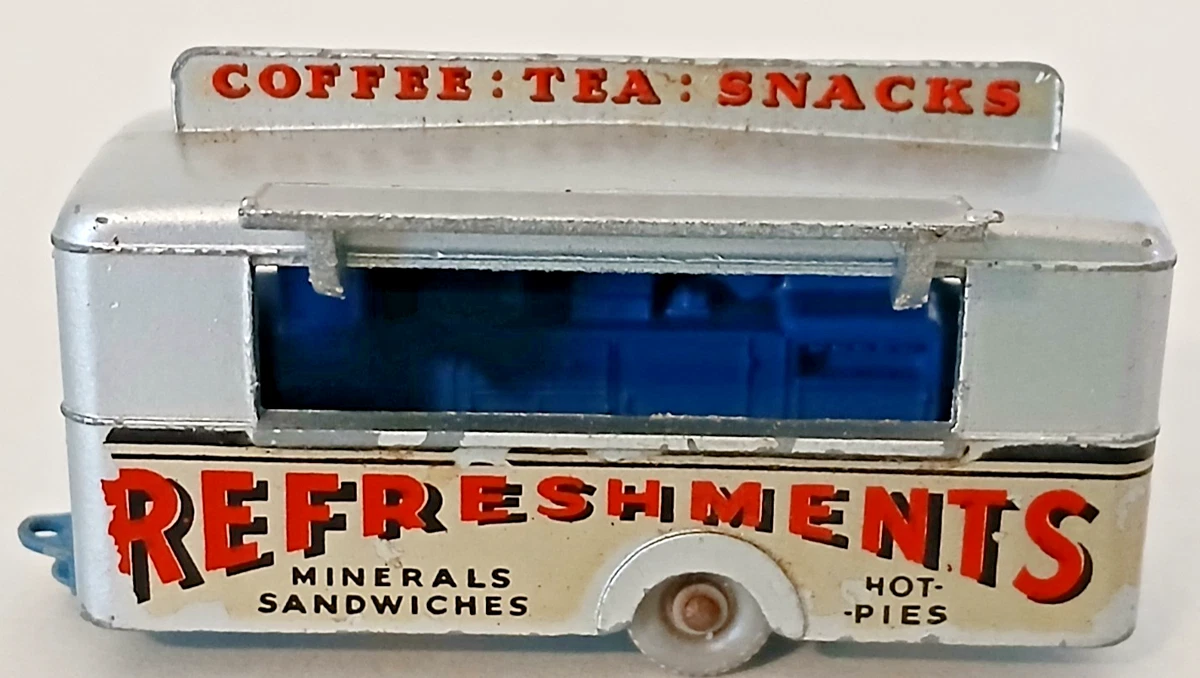 COFFEE : TEA : SNACKS
REFRESHMENTS
MINERALS
SANDWICHES
HOT-
-PIES